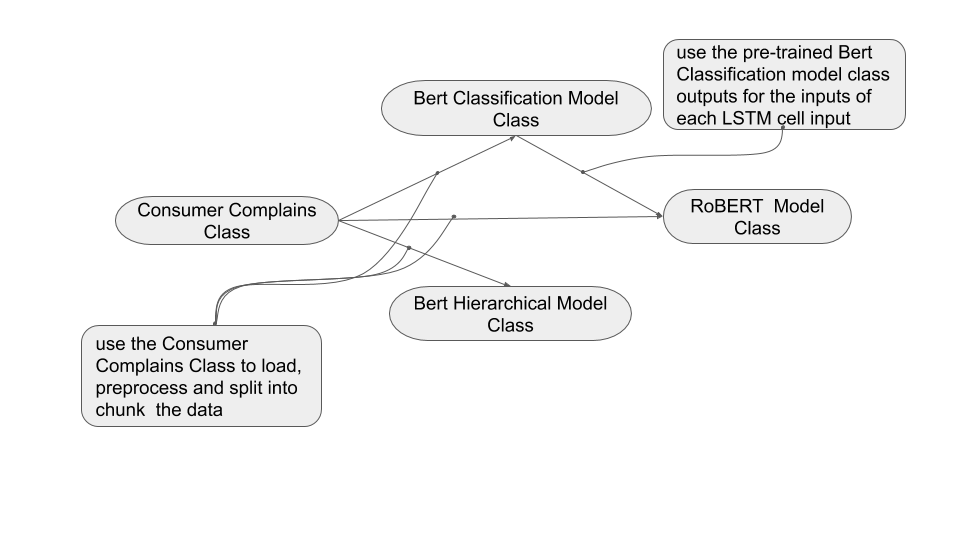 use the pre-trained Bert
Classification model class
outputs for the inputs of
each LSTM cell input
Bert Classification Model
Class
Consumer Complains
Class
RoBERT  Model
Class
Bert Hierarchical Model
Class
use the Consumer
Complains Class to load,
preprocess and split into
chunk  the data